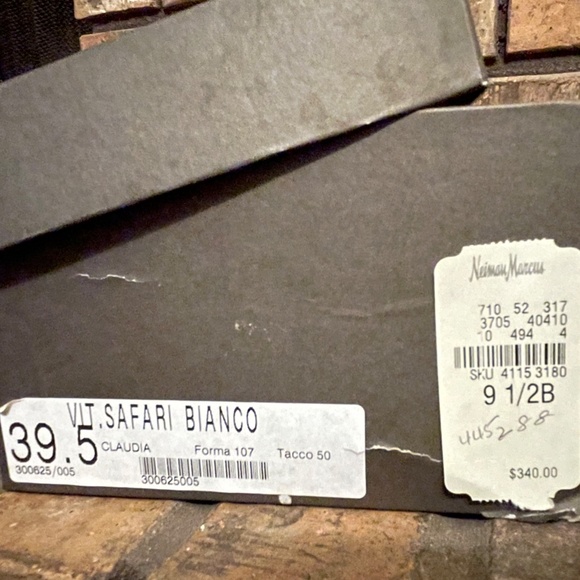 Neiman Marcus
710 52 317
3705 40410
0 494 4
SKU 4115 3180
9 1/2B
445288
$340.00
VIT.SAFARI BIANCO
39.5 CLAUDIA Forma 107 Tacco 50
300625/005
300625005